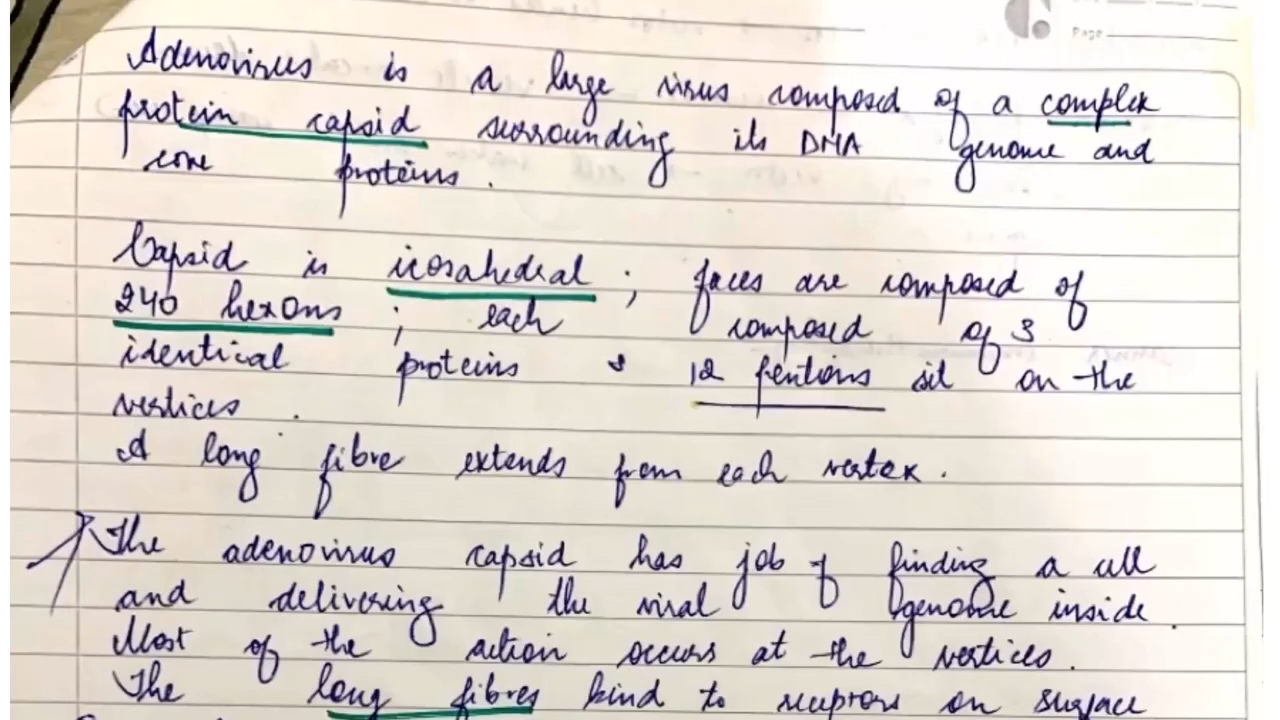 Page
Adenovirus is a large virus composed of a complex
protein capsid surrounding its DNA genome and
core proteins.
Capsid is icosahedral ; faces are composed of
240 hexons ; each composed of 3
identical proteins & 12 pentons sit on the
vertices .
A long fibre extends from each vertex.
The adenovirus capsid has job of finding a cell
and delivering the viral genome inside.
Most of the action occurs at the vertices.
The long fibres bind to receptors on surface